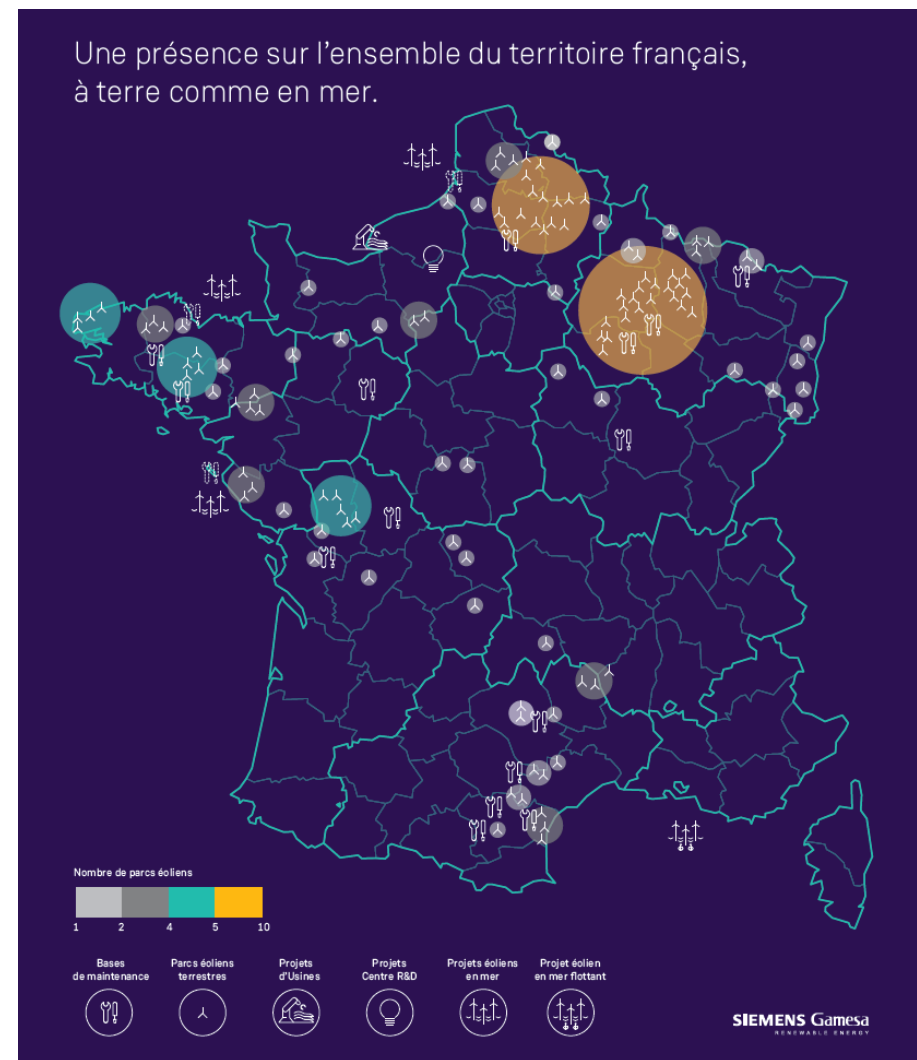 Une présence sur l'ensemble du territoire français,
à terre comme en mer.
Nombre de parcs éoliens
1 2 4 5 10
Bases
de maintenance
Parcs éoliens
terrestres
Projets
d'Usines
Projets
Centre R&D
Projets éoliens
en mer
Projet éolien
en mer flottant
SIEMENS Gamesa
RENEWABLE ENERGY